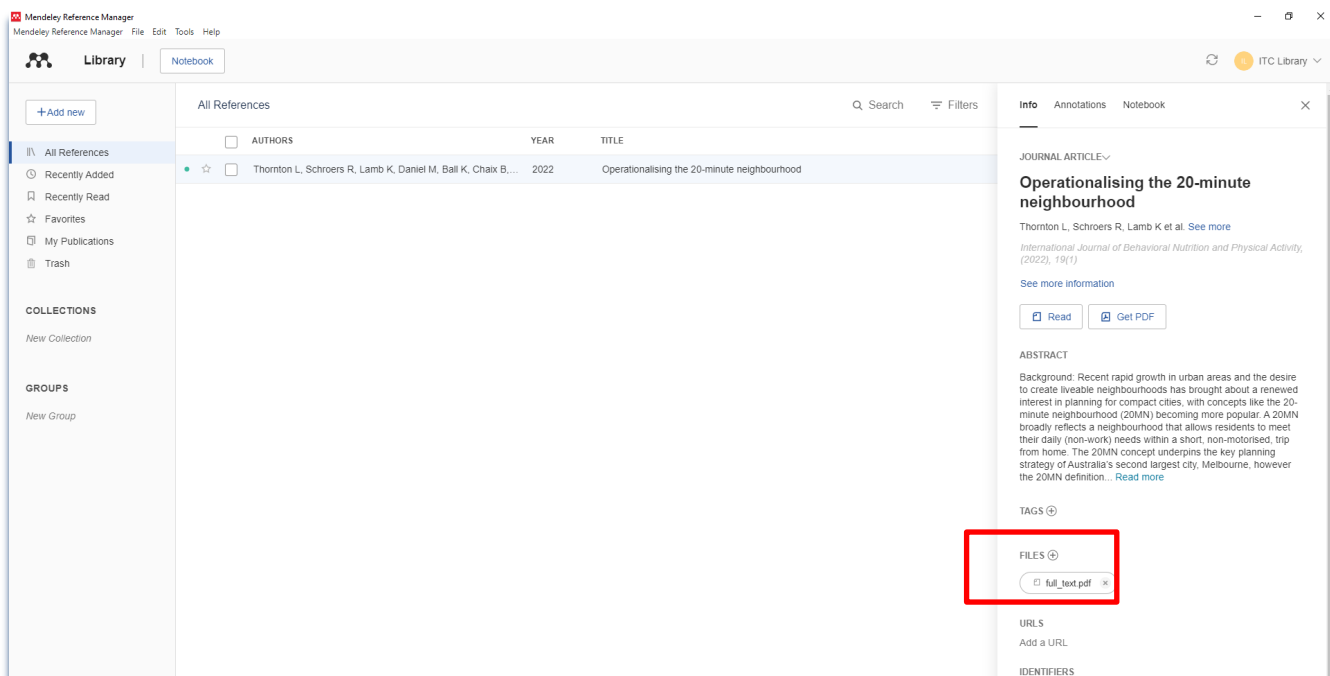 Mendeley Reference Manager
Mendeley Reference Manager File Edit Tools Help
Library
Notebook
ITC Library
+Add new
All References
Recently Added
Recently Read
Favorites
My Publications
Trash
COLLECTIONS
New Collection
GROUPS
New Group
All References
Search
Filters
AUTHORS YEAR TITLE
Thornton L, Schroers R, Lamb K, Daniel M, Ball K, Chaix B,... 2022 Operationalising the 20-minute neighbourhood
Info Annotations Notebook
JOURNAL ARTICLE
Operationalising the 20-minute
neighbourhood
Thornton L, Schroers R, Lamb K et al. See more
International Journal of Behavioral Nutrition and Physical Activity,
(2022), 19(1)
See more information
Read
Get PDF
ABSTRACT
Background: Recent rapid growth in urban areas and the desire
to create liveable neighbourhoods has brought about a renewed
interest in planning for compact cities, with concepts like the 20-
minute neighbourhood (20MN) becoming more popular. A 20MN
broadly reflects a neighbourhood that allows residents to meet
their daily (non-work) needs within a short, non-motorised, trip
from home. The 20MN concept underpins the key planning
strategy of Australia's second largest city, Melbourne, however
the 20MN definition... Read more
TAGS
FILES
full_text.pdf
URLS
Add a URL
IDENTIFIERS